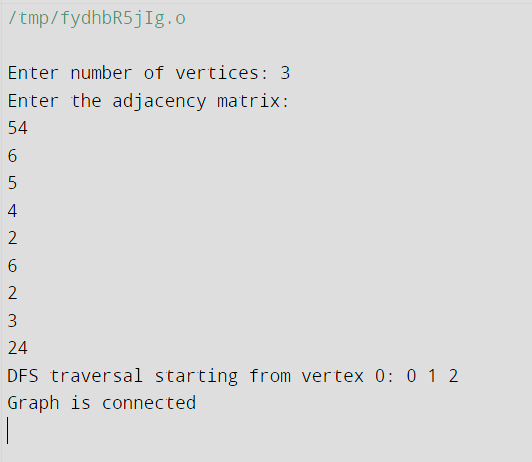 /tmp/fydhbR5jIg.o
Enter number of vertices: 3
Enter the adjacency matrix:
54
6
5
4
2
6
2
3
24
DFS traversal starting from vertex 0: 0 1 2
Graph is connected